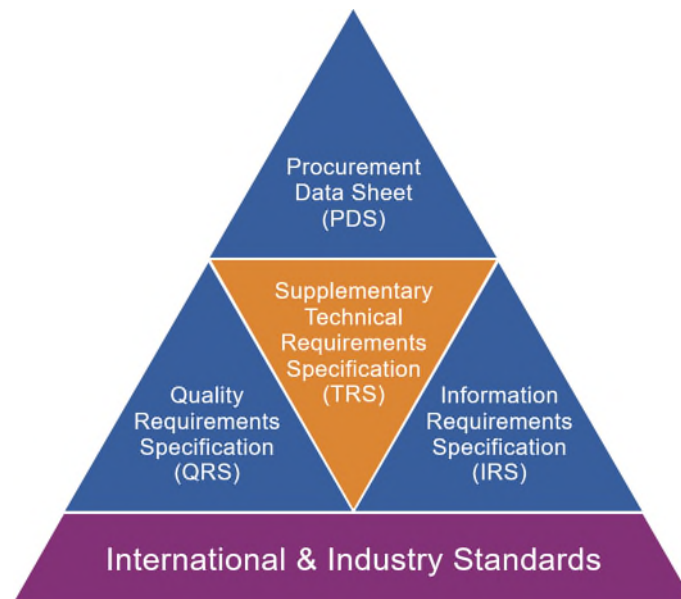 Procurement
Data Sheet
(PDS)
Supplementary
Technical
Requirements
Specification
(TRS)
Quality
Requirements
Specification
(QRS)
Information
Requirements
Specification
(IRS)
International & Industry Standards